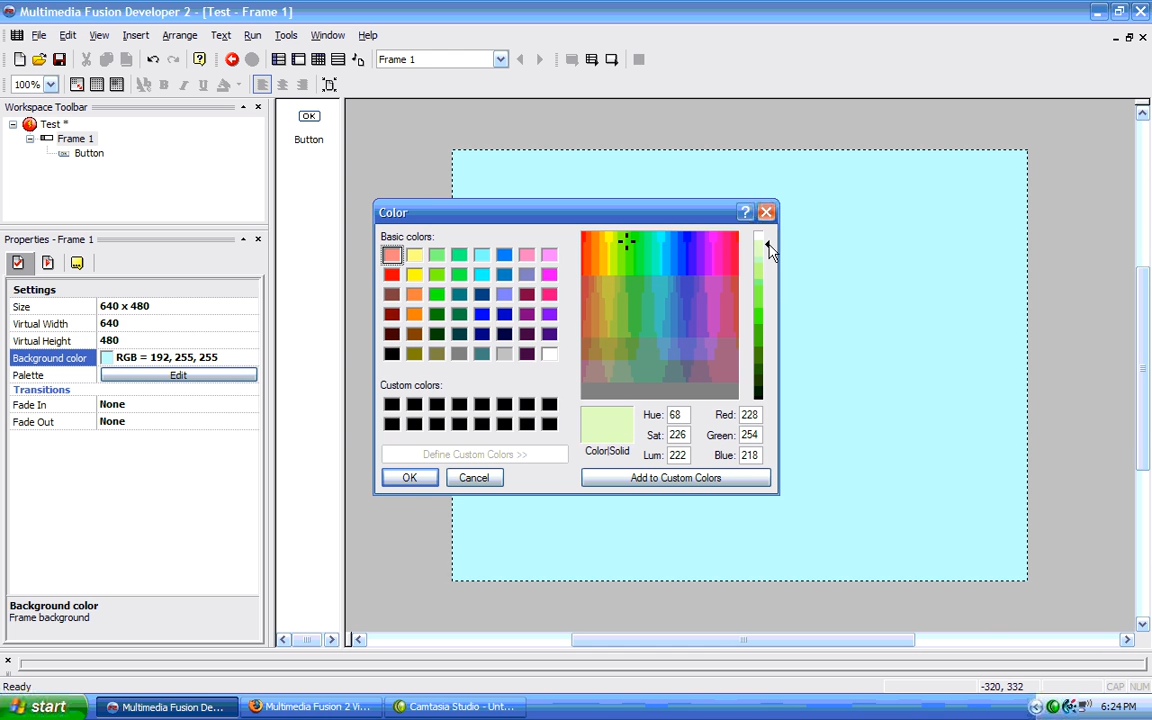 Multimedia Fusion Developer 2 - [Test - Frame 1]
File Edit View Insert Arrange Text Run Tools Window Help
Frame 1
100%
Workspace Toolbar
Test *
Frame 1
Button
OK
Button
Properties - Frame 1
Settings
Size 640 x 480
Virtual Width 640
Virtual Height 480
Background color RGB = 192, 255, 255
Palette Edit
Transitions
Fade In None
Fade Out None
Background color
Frame background
Color
Basic colors:
Custom colors:
Define Custom Colors >>
OK Cancel
Color|Solid
Hue: 68 Red: 228
Sat: 226 Green: 254
Lum: 222 Blue: 218
Add to Custom Colors
Ready -320, 332 CAP NUM
start Multimedia Fusion De... Multimedia Fusion 2 Vi... Camtasia Studio - Unt... 6:24 PM